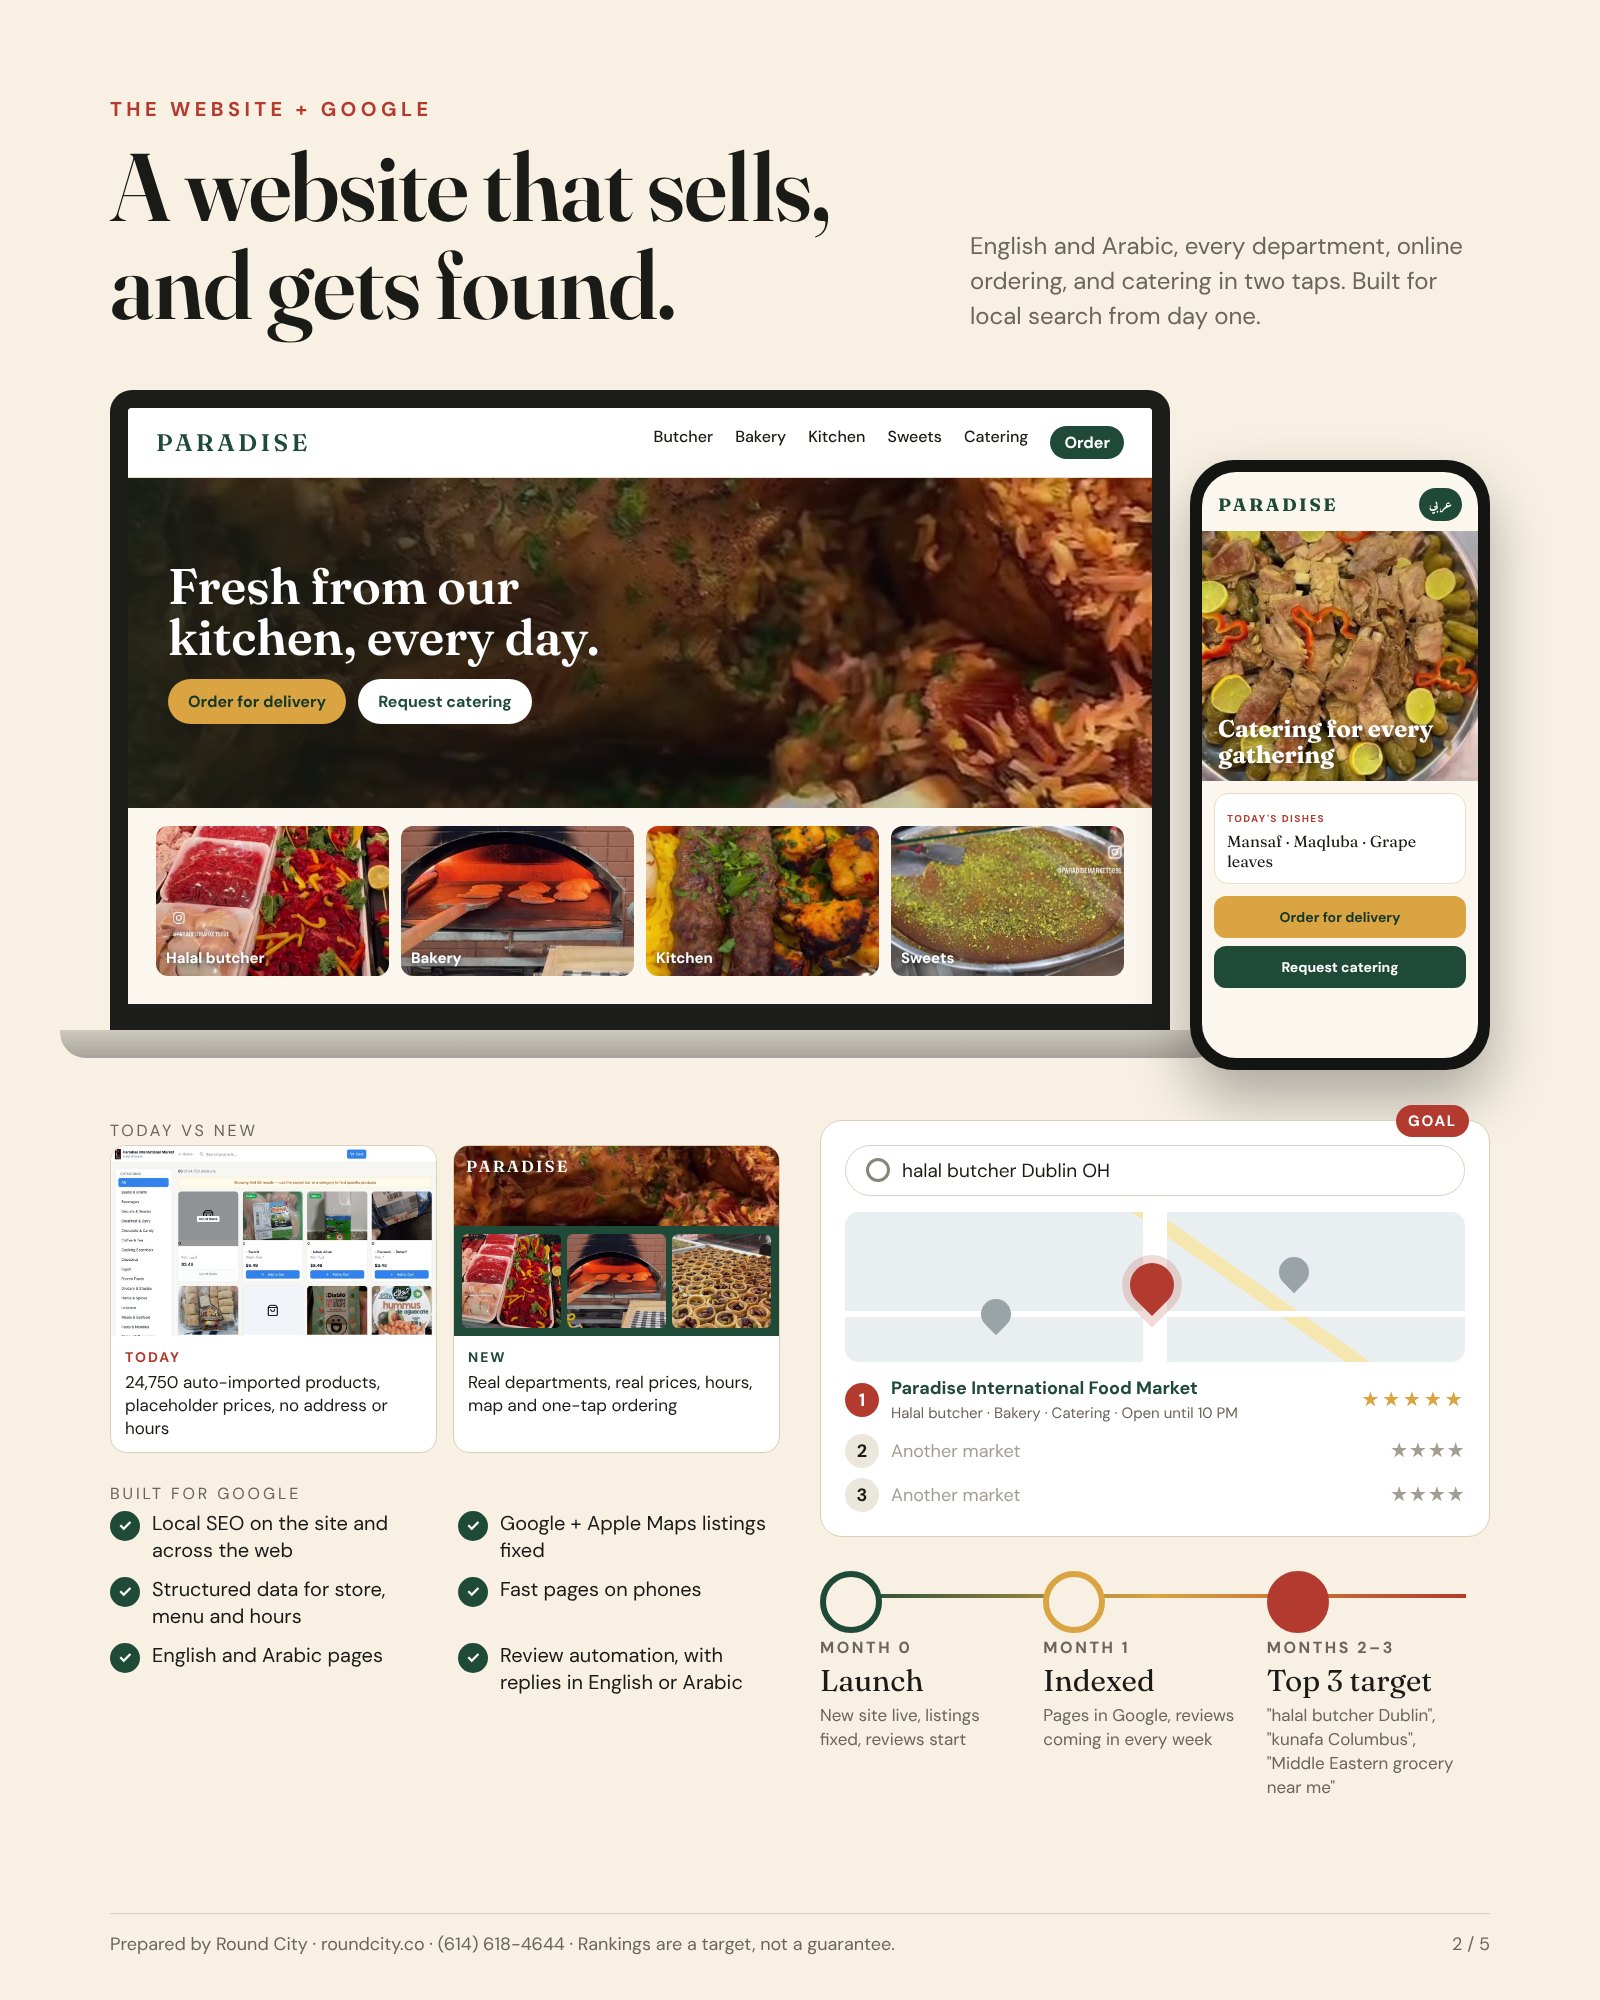 THE WEBSITE + GOOGLE
A website that sells,
and gets found.
English and Arabic, every department, online
ordering, and catering in two taps. Built for
local search from day one.
PARADISE
Butcher Bakery Kitchen Sweets Catering Order
Fresh from our
kitchen, every day.
Order for delivery Request catering
Halal butcher
Bakery
Kitchen
Sweets
PARADISE
عربي
Catering for every
gathering
TODAY'S DISHES
Mansaf · Maqluba · Grape
leaves
Order for delivery
Request catering
TODAY VS NEW
Paradise International Market
TODAY
24,750 auto-imported products,
placeholder prices, no address or
hours
PARADISE
NEW
Real departments, real prices, hours,
map and one-tap ordering
BUILT FOR GOOGLE
Local SEO on the site and
across the web
Google + Apple Maps listings
fixed
Structured data for store,
menu and hours
Fast pages on phones
English and Arabic pages
Review automation, with
replies in English or Arabic
GOAL
halal butcher Dublin OH
1
Paradise International Food Market
★★★★★
Halal butcher · Bakery · Catering · Open until 10 PM
2 Another market ★★★★
3 Another market ★★★★
MONTH 0
Launch
New site live, listings
fixed, reviews start
MONTH 1
Indexed
Pages in Google, reviews
coming in every week
MONTHS 2–3
Top 3 target
"halal butcher Dublin",
"kunafa Columbus",
"Middle Eastern grocery
near me"
Prepared by Round City · roundcity.co · (614) 618-4644 · Rankings are a target, not a guarantee.
2 / 5